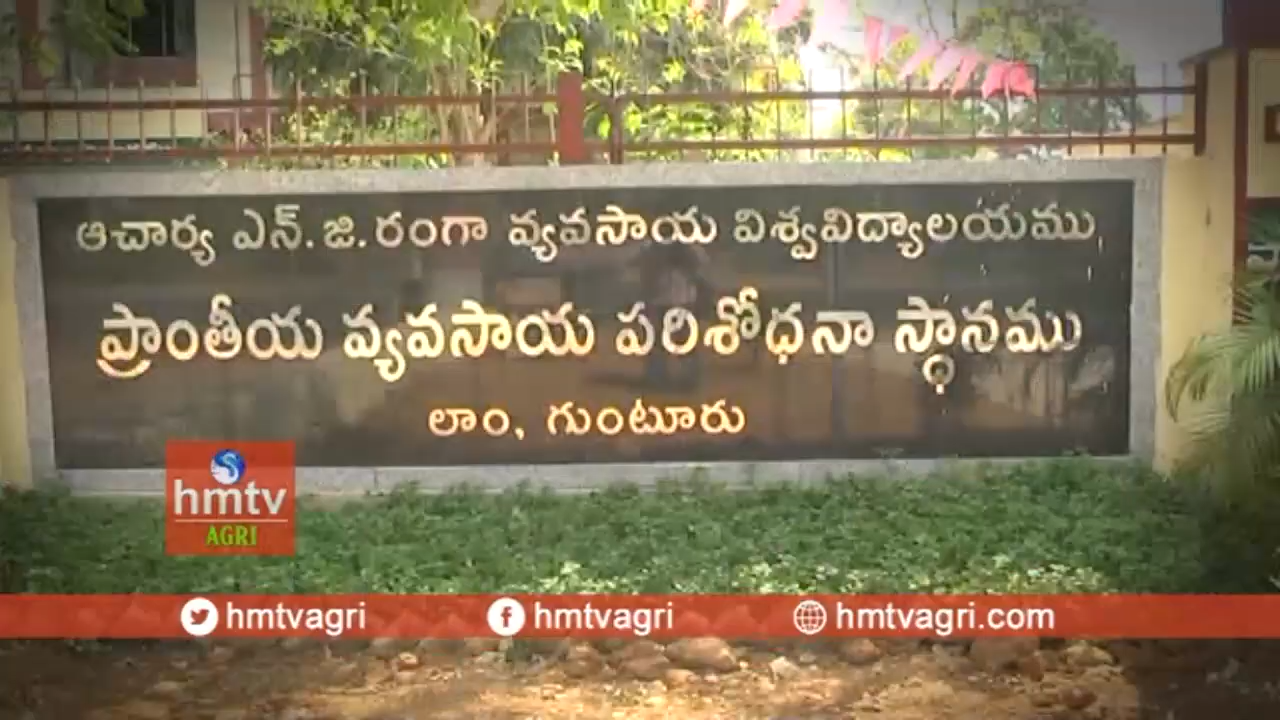 ఆచార్య ఎన్.జి.రంగా వ్యవసాయ విశ్వవిద్యాలయము
ప్రాంతీయ వ్యవసాయ పరిశోధనా స్థానము
లాం, గుంటూరు
hmtv
AGRI
hmtvagri hmtvagri hmtvagri.com